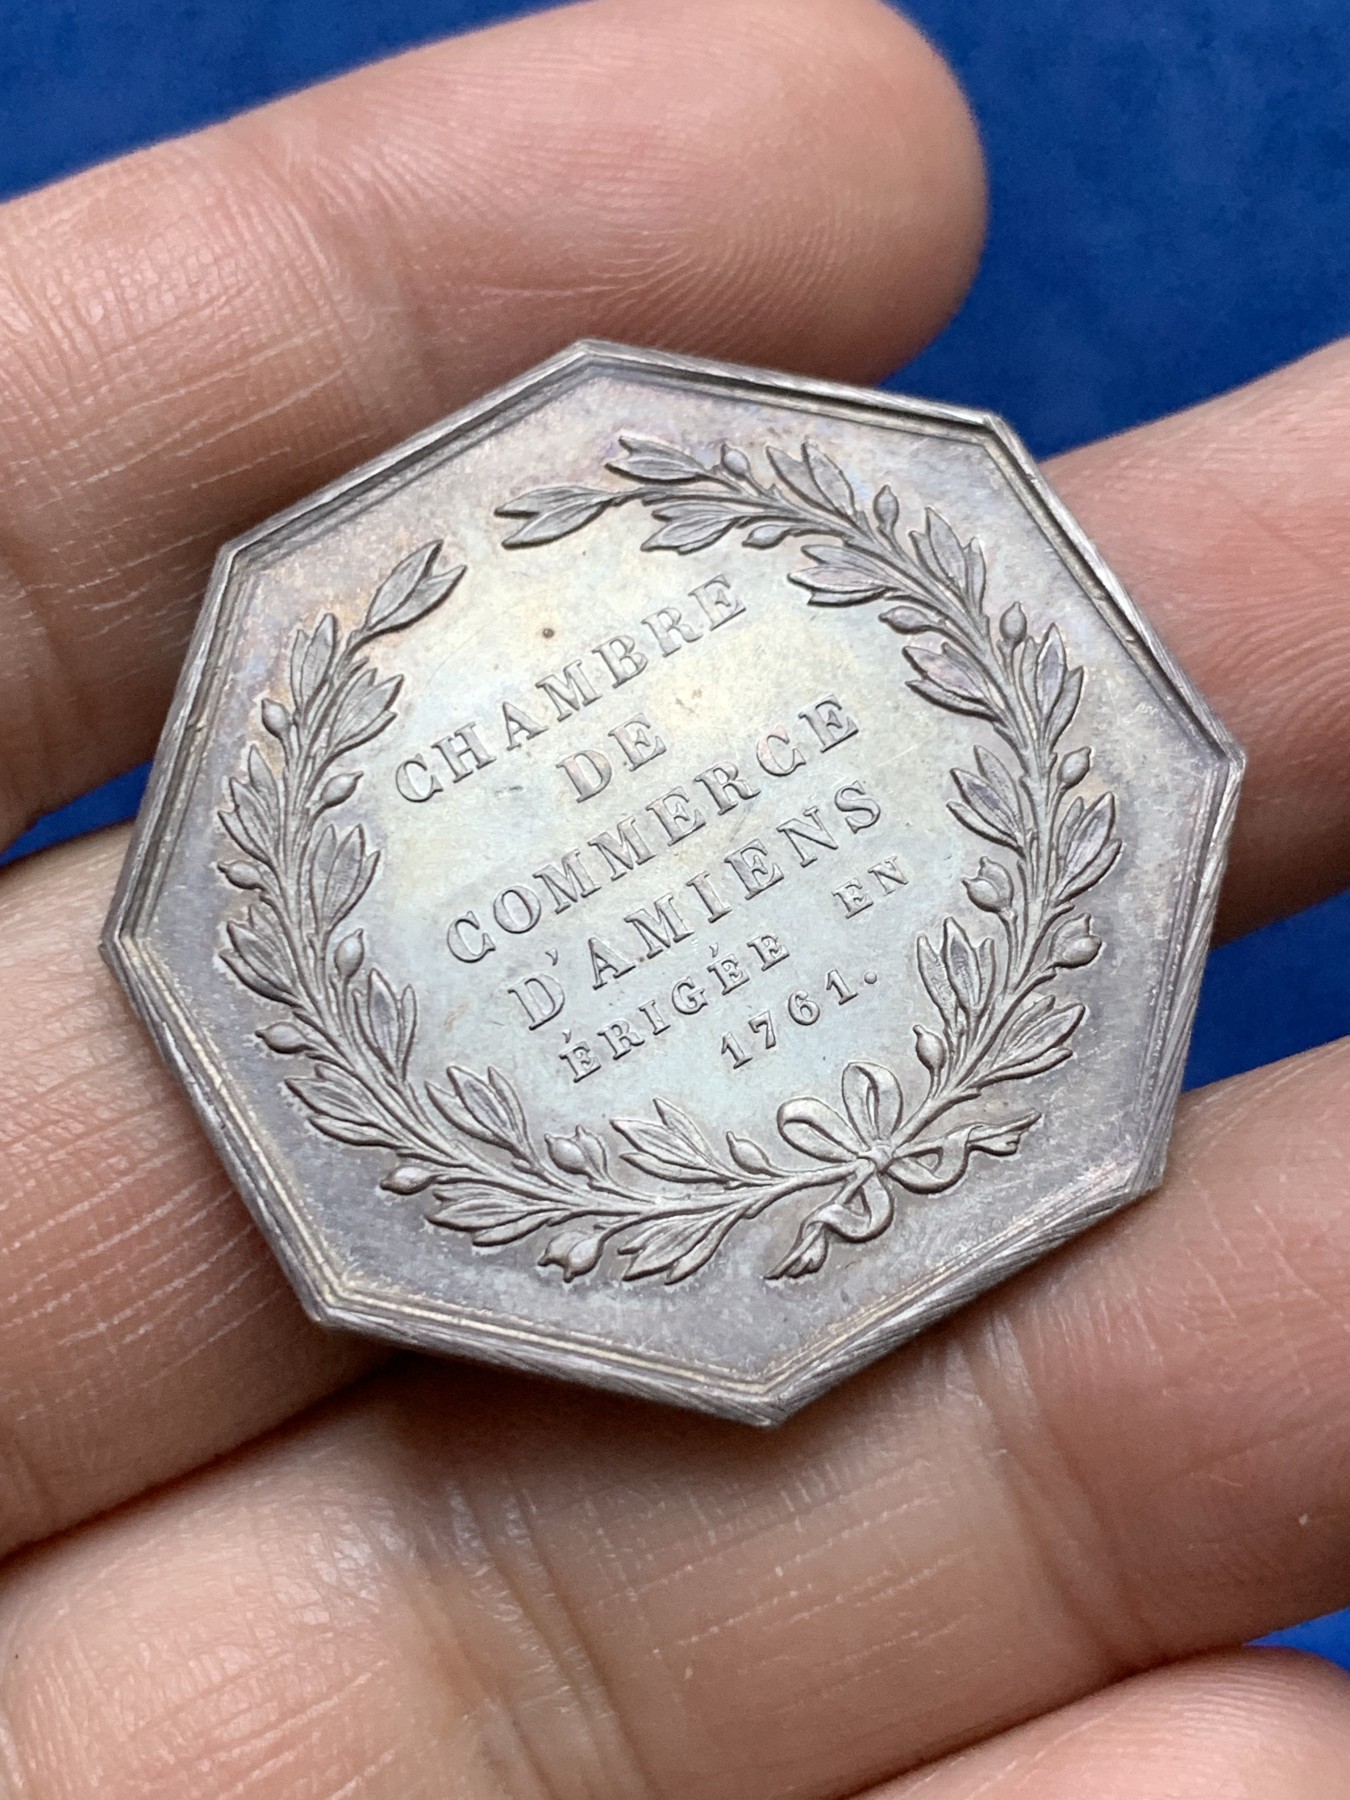 CHAMBRE
DE
COMMERCE
D'AMIENS
ÉRIGÉE EN
1761.